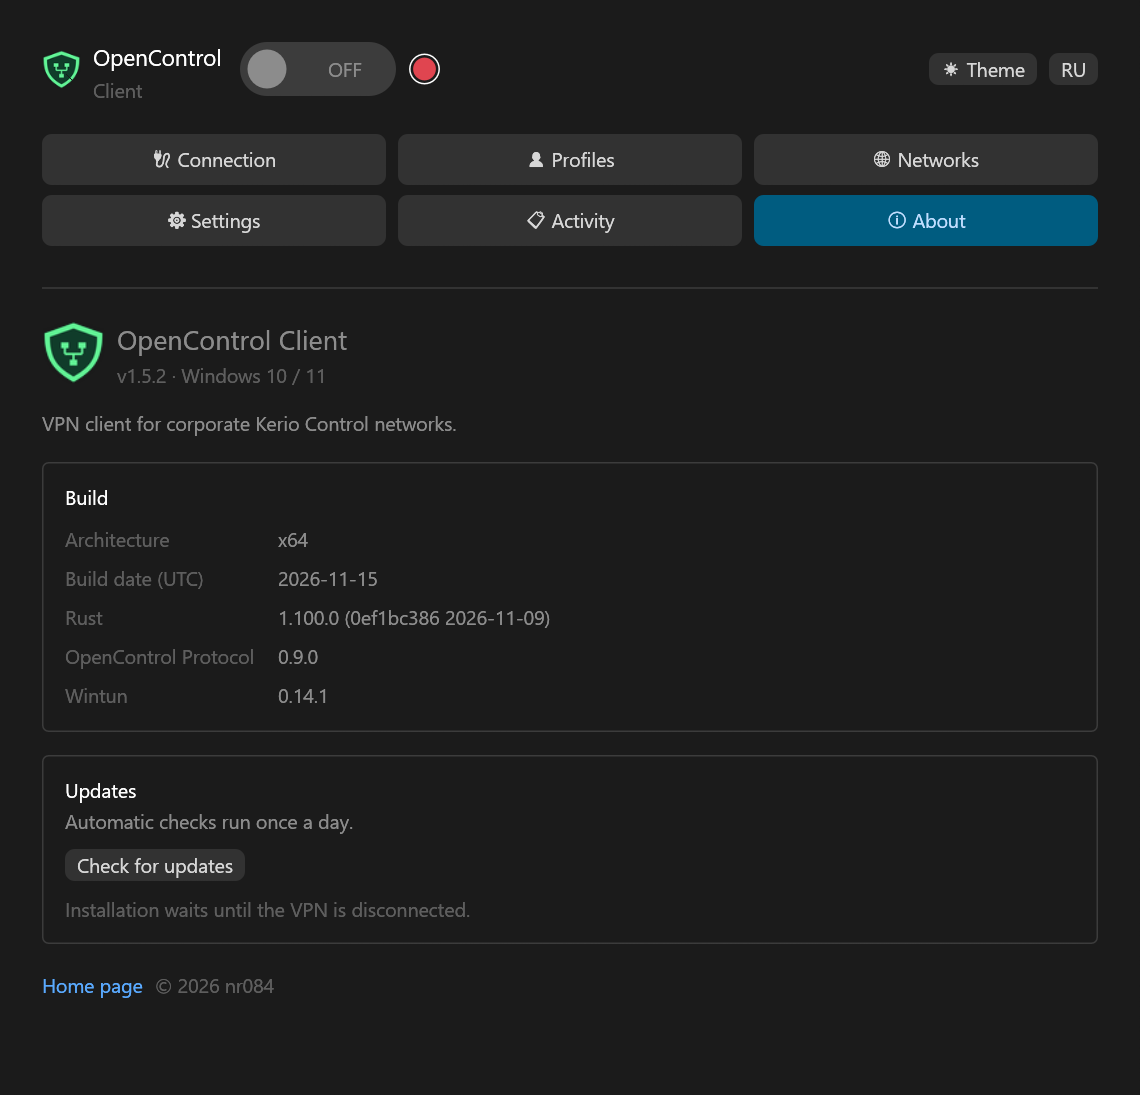 OpenControl
Client
OFF
Theme
RU
Connection
Profiles
Networks
Settings
Activity
About
OpenControl Client
v1.5.2 · Windows 10 / 11
VPN client for corporate Kerio Control networks.
Build
Architecture x64
Build date (UTC) 2026-11-15
Rust 1.100.0 (0ef1bc386 2026-11-09)
OpenControl Protocol 0.9.0
Wintun 0.14.1
Updates
Automatic checks run once a day.
Check for updates
Installation waits until the VPN is disconnected.
Home page © 2026 nr084